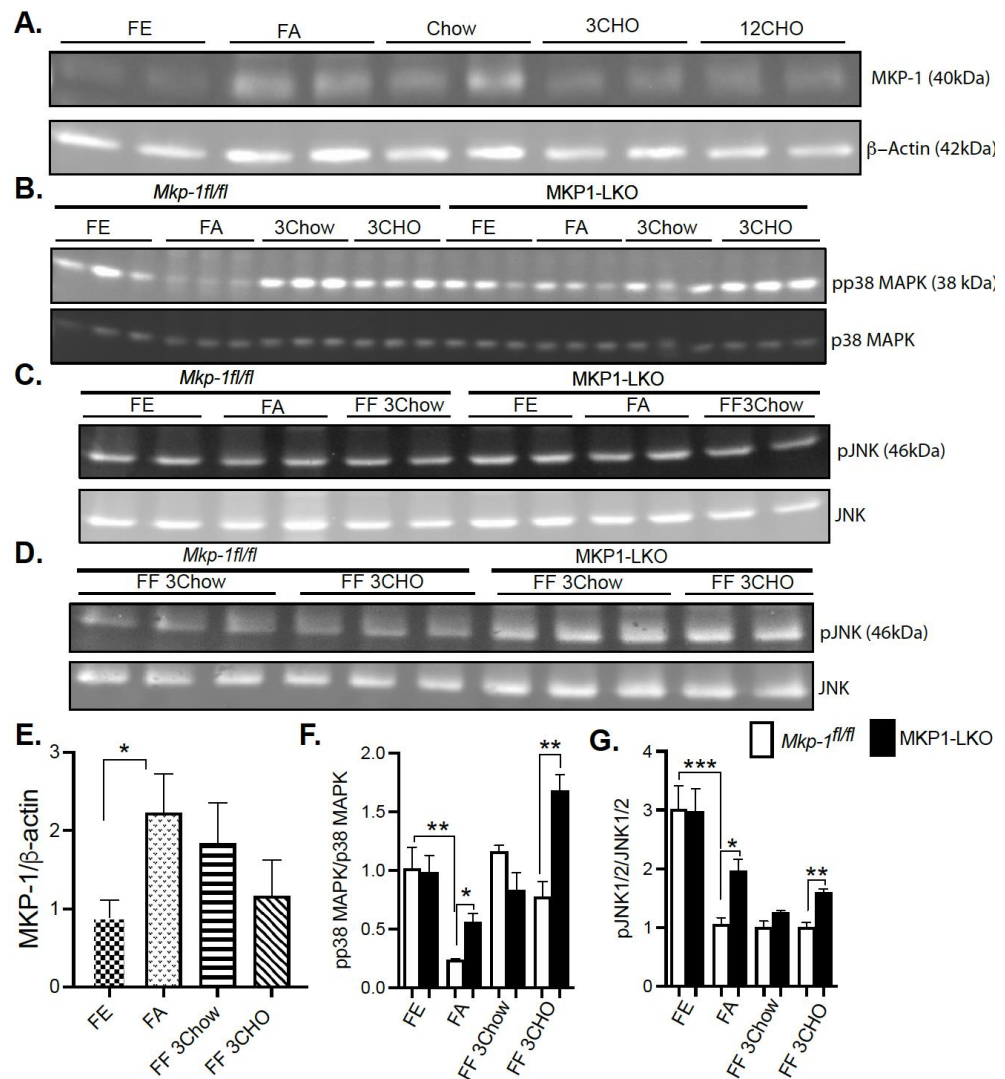 A.
FE FA Chow 3CHO 12CHO
MKP-1 (40kDa)
β–Actin (42kDa)
B.
Mkp-1fl/fl MKP1-LKO
FE FA 3Chow 3CHO FE FA 3Chow 3CHO
pp38 MAPK (38 kDa)
p38 MAPK
C.
Mkp-1fl/fl MKP1-LKO
FE FA FF 3Chow FE FA FF3Chow
pJNK (46kDa)
JNK
D.
Mkp-1fl/fl MKP1-LKO
FF 3Chow FF 3CHO FF 3Chow FF 3CHO
pJNK (46kDa)
JNK
E.
MKP-1/β-actin
3
2
1
0
*
FE FA FF 3Chow FF 3CHO
F.
pp38 MAPK/p38 MAPK
2.0
1.5
1.0
0.5
0.0
** * **
FE FA FF 3Chow FF 3CHO
G.
Mkp-1fl/fl MKP1-LKO
pJNK1/2/JNK1/2
4
3
2
1
0
*** * **
FE FA FF 3Chow FF 3CHO